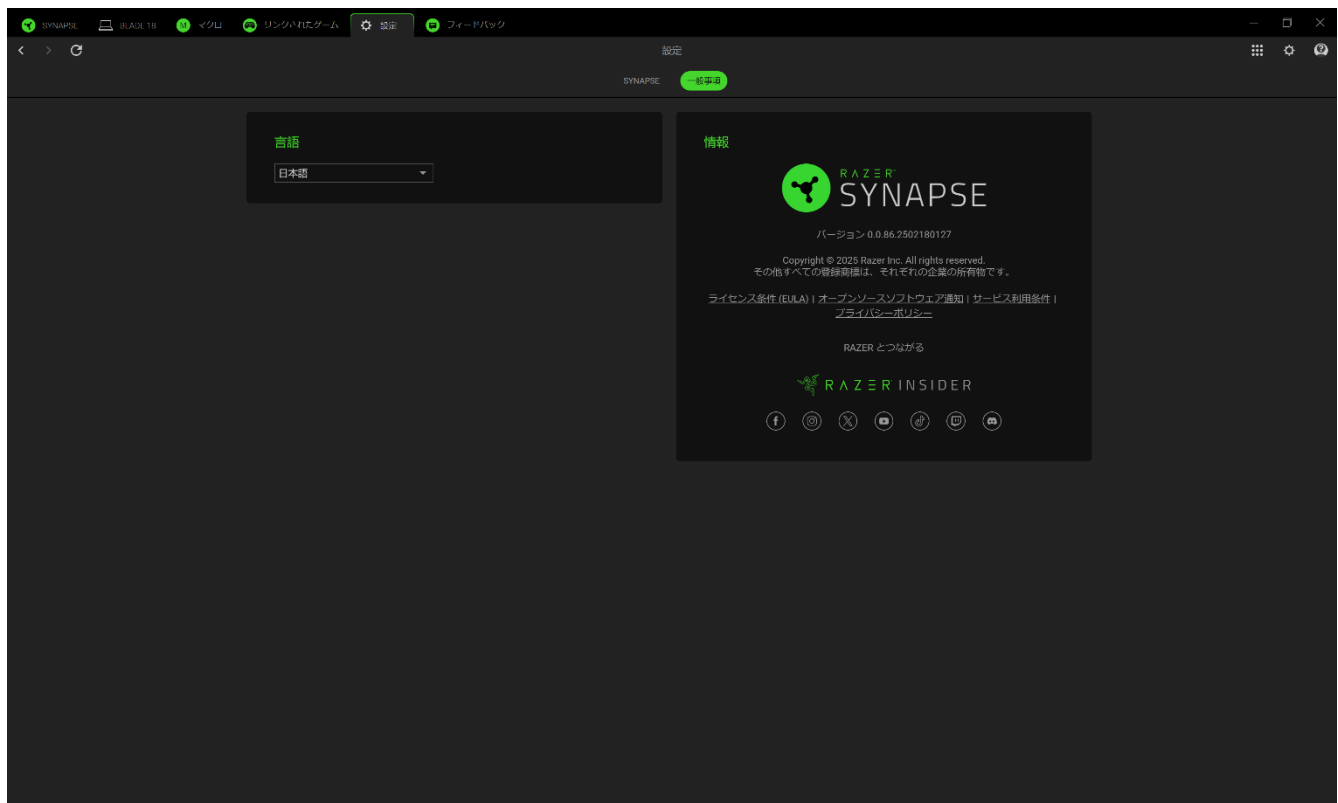 SYNAPSE BLADE 18 M マクロ リンクされたゲーム 設定 フィードバック
設定
SYNAPSE 一般事項
言語
日本語
情報
RAZER
SYNAPSE
バージョン 0.0.86.2502180127
Copyright © 2025 Razer Inc. All rights reserved.
その他すべての登録商標は、それぞれの企業の所有物です。
ライセンス条件 (EULA) | オープンソースソフトウェア通知 | サービス利用条件 |
プライバシーポリシー
RAZER とつながる
RAZER INSIDER